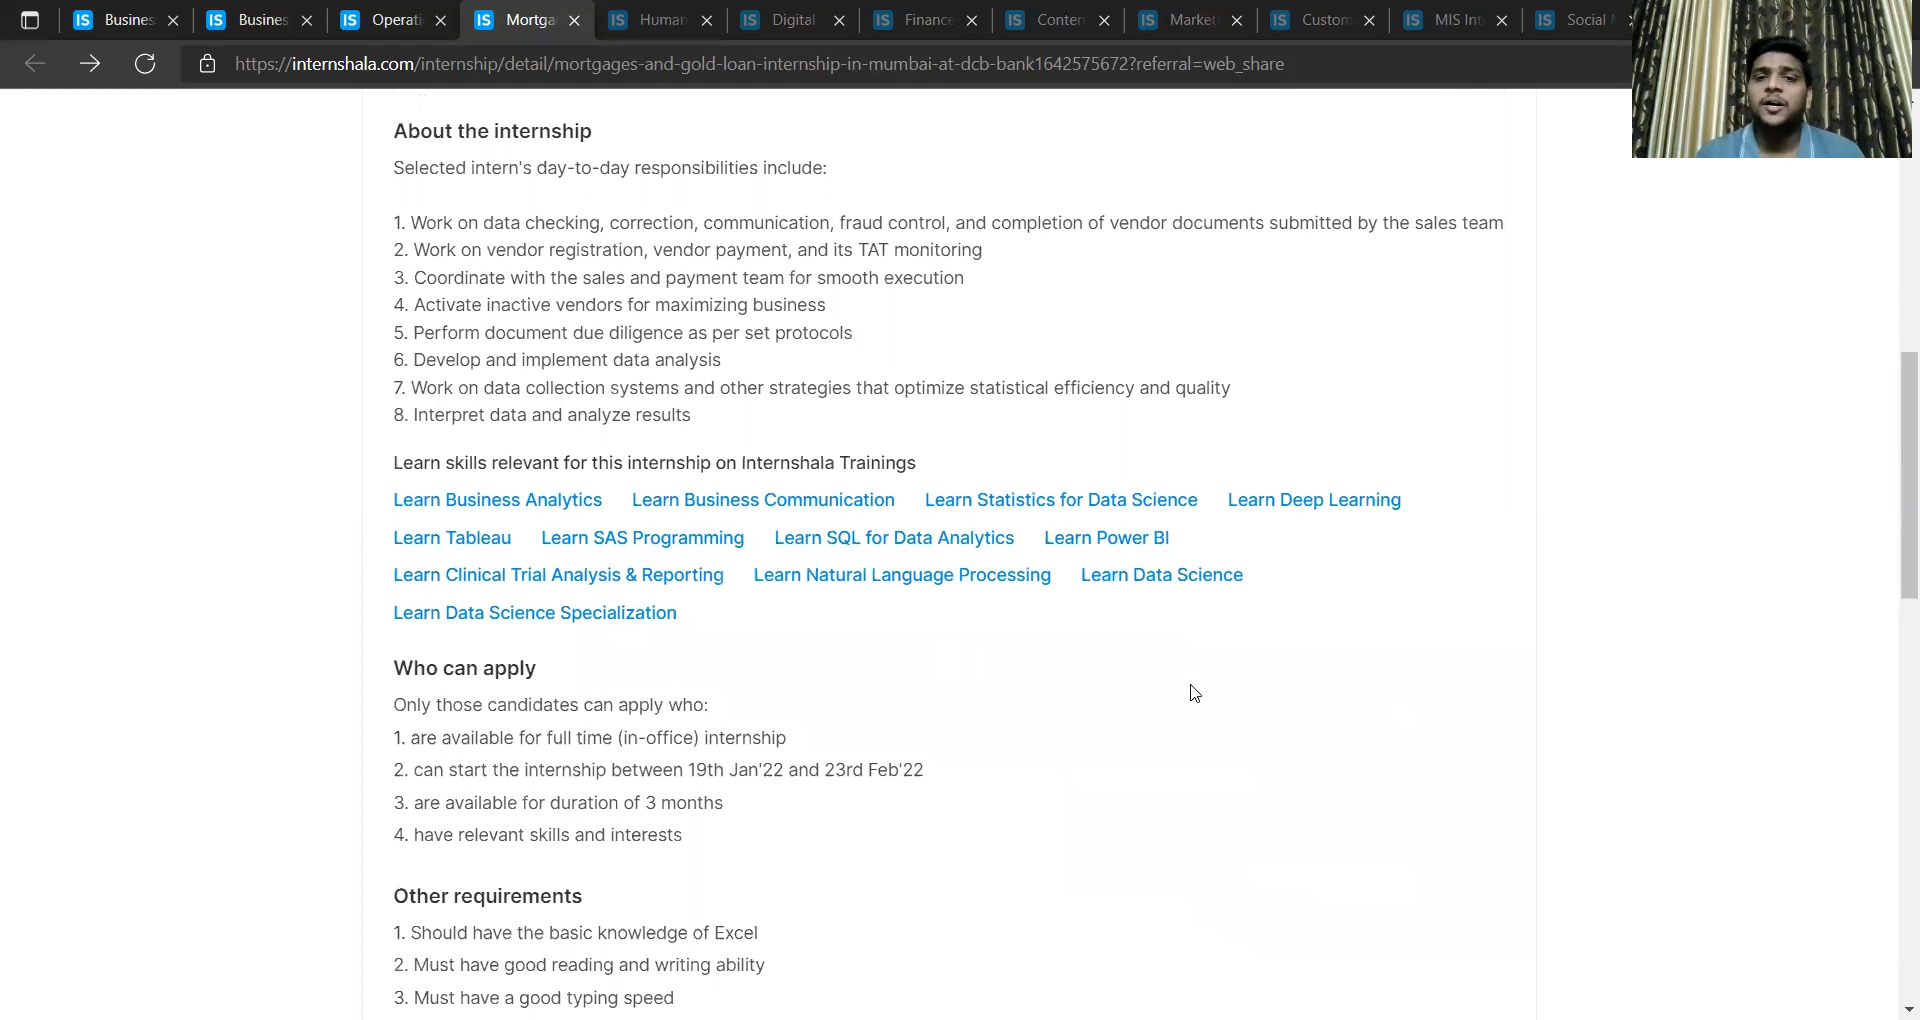 IS Busines
IS Busines
IS Operati
IS Mortga
IS Human
IS Digital
IS Finance
IS Conten
IS Market
IS Custom
IS MIS Int
IS Social
https://internshala.com/internship/detail/mortgages-and-gold-loan-internship-in-mumbai-at-dcb-bank1642575672?referral=web_share
About the internship
Selected intern's day-to-day responsibilities include:
1. Work on data checking, correction, communication, fraud control, and completion of vendor documents submitted by the sales team
2. Work on vendor registration, vendor payment, and its TAT monitoring
3. Coordinate with the sales and payment team for smooth execution
4. Activate inactive vendors for maximizing business
5. Perform document due diligence as per set protocols
6. Develop and implement data analysis
7. Work on data collection systems and other strategies that optimize statistical efficiency and quality
8. Interpret data and analyze results
Learn skills relevant for this internship on Internshala Trainings
Learn Business Analytics Learn Business Communication Learn Statistics for Data Science Learn Deep Learning
Learn Tableau Learn SAS Programming Learn SQL for Data Analytics Learn Power BI
Learn Clinical Trial Analysis & Reporting Learn Natural Language Processing Learn Data Science
Learn Data Science Specialization
Who can apply
Only those candidates can apply who:
1. are available for full time (in-office) internship
2. can start the internship between 19th Jan'22 and 23rd Feb'22
3. are available for duration of 3 months
4. have relevant skills and interests
Other requirements
1. Should have the basic knowledge of Excel
2. Must have good reading and writing ability
3. Must have a good typing speed